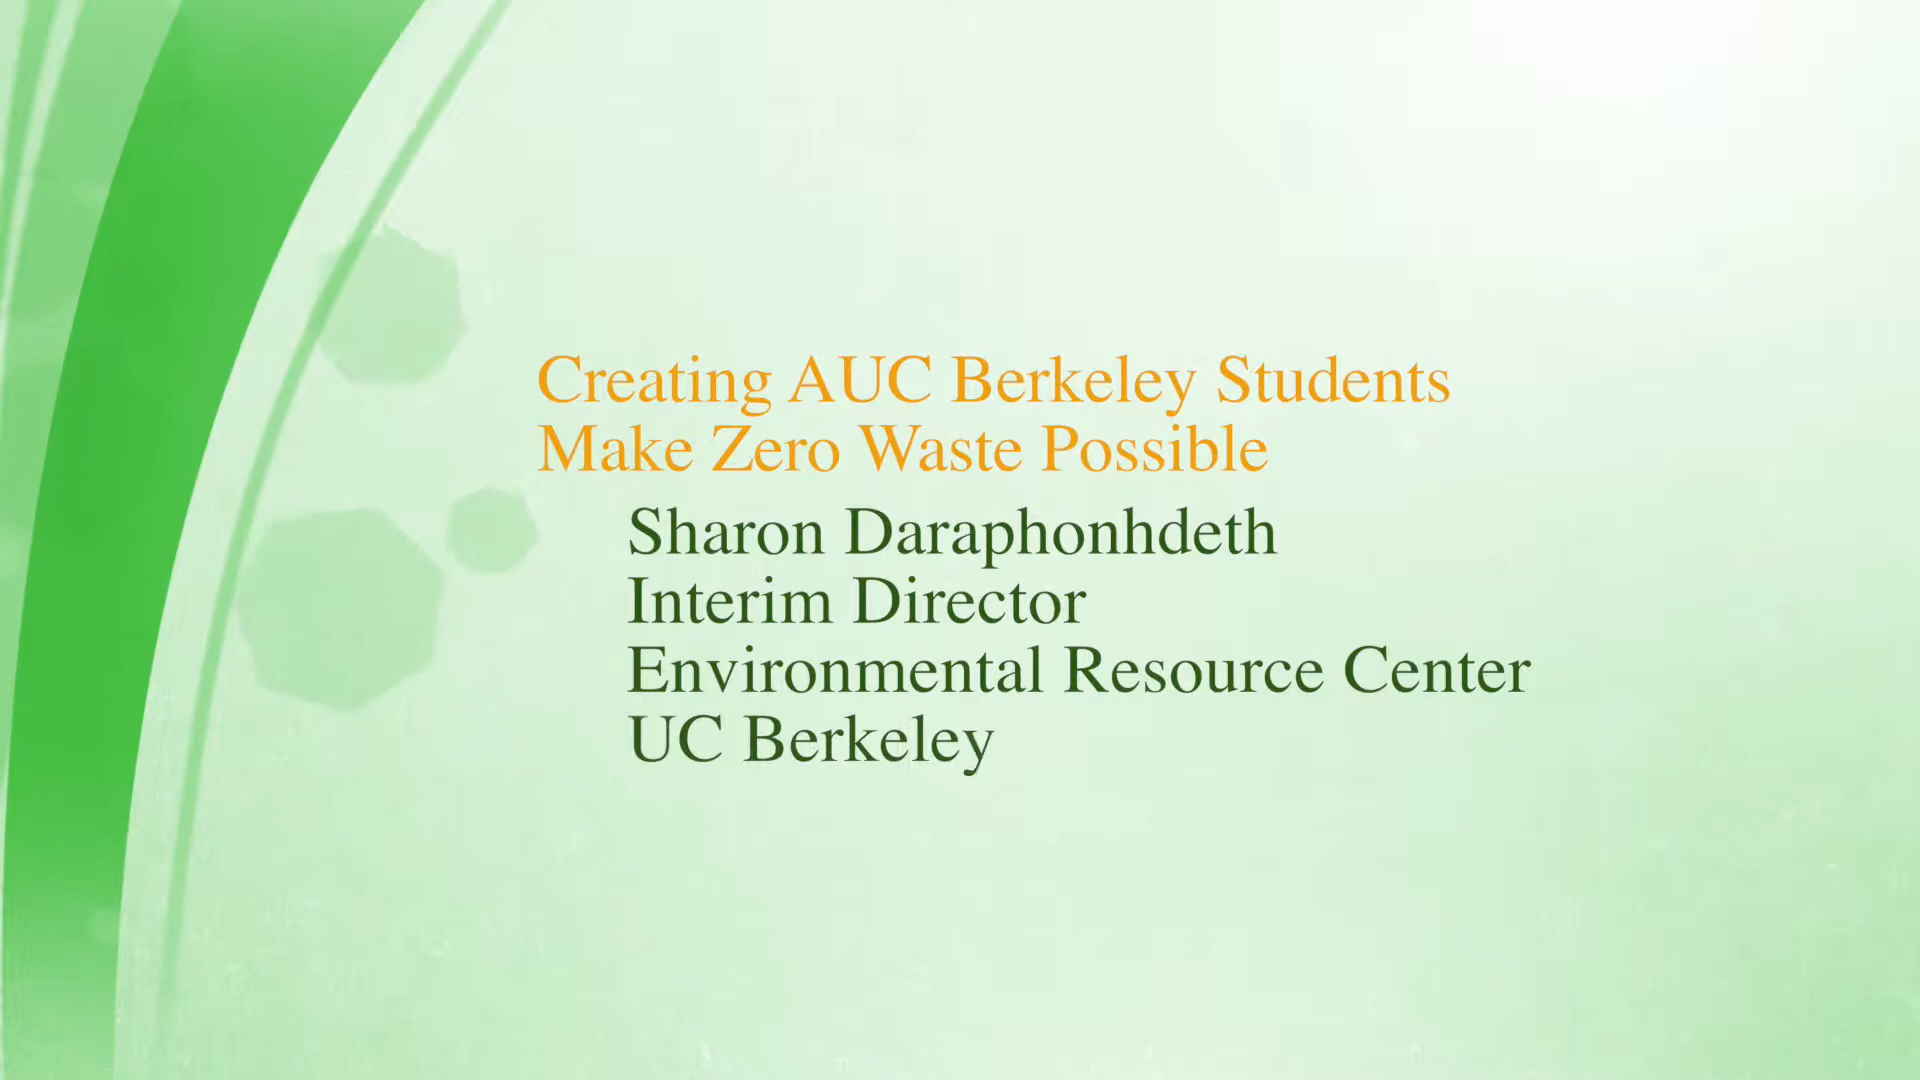 Creating AUC Berkeley Students
Make Zero Waste Possible
Sharon Daraphonhdeth
Interim Director
Environmental Resource Center
UC Berkeley